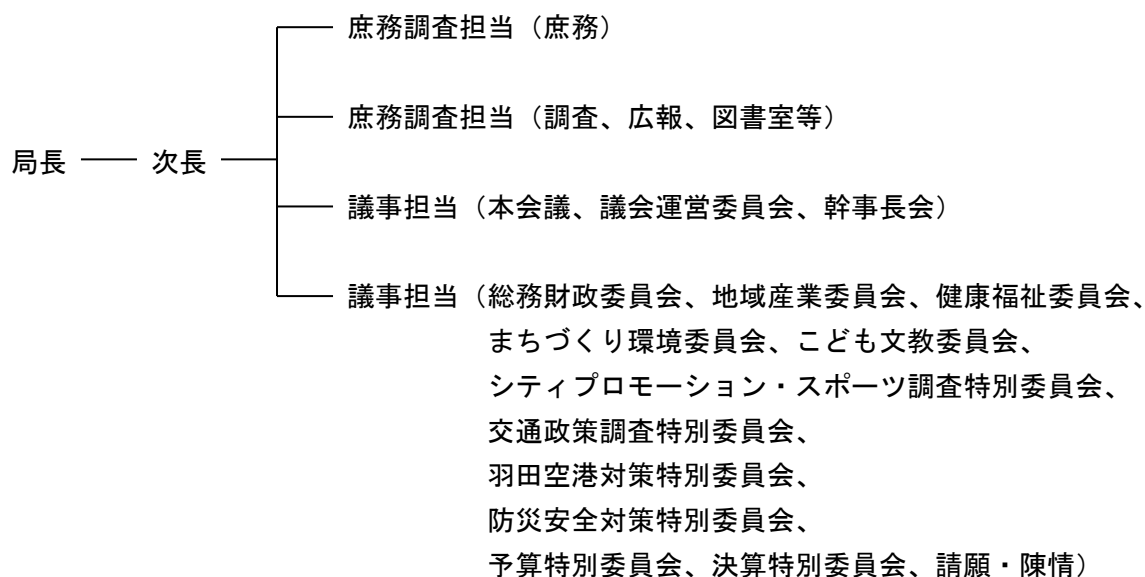 庶務調査担当（庶務）
庶務調査担当（調査、広報、図書室等）
局長 次長
議事担当（本会議、議会運営委員会、幹事長会）
議事担当（総務財政委員会、地域産業委員会、健康福祉委員会、
まちづくり環境委員会、こども文教委員会、
シティプロモーション・スポーツ調査特別委員会、
交通政策調査特別委員会、
羽田空港対策特別委員会、
防災安全対策特別委員会、
予算特別委員会、決算特別委員会、請願・陳情）